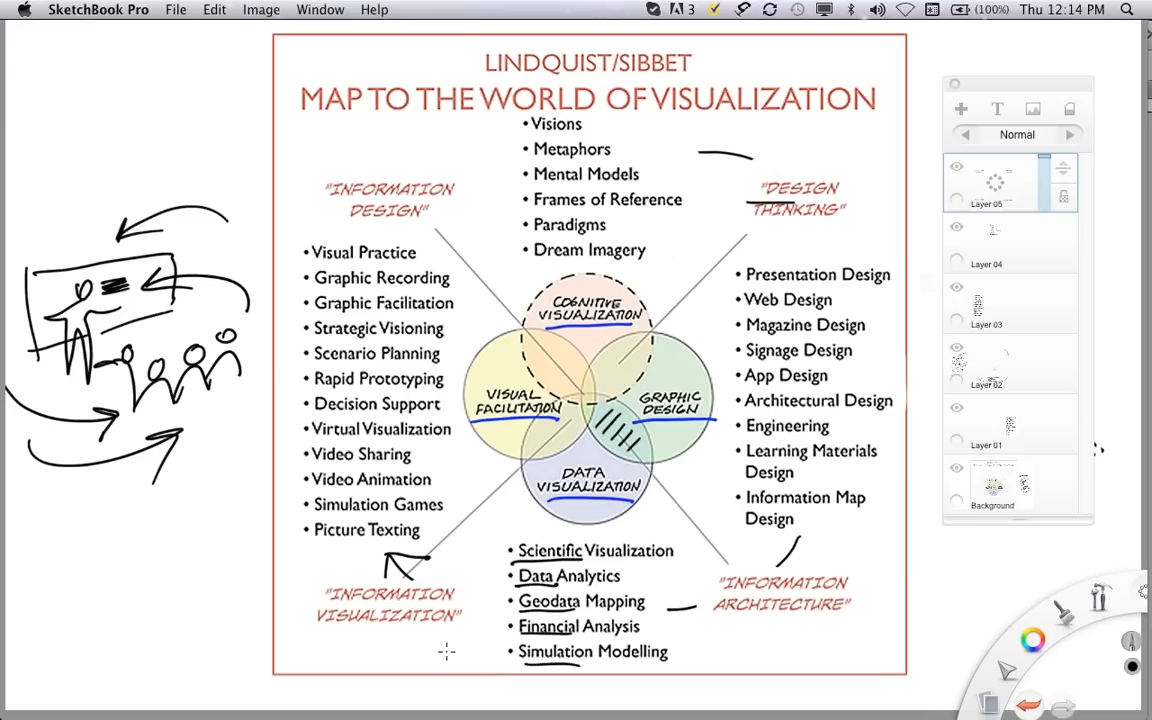 SketchBook Pro File Edit Image Window Help
3 (100%) Thu 12:14 PM
LINDQUIST/SIBBET
MAP TO THE WORLD OF VISUALIZATION
• Visions
• Metaphors
• Mental Models
• Frames of Reference
• Paradigms
• Dream Imagery
"INFORMATION
DESIGN"
"DESIGN
THINKING"
• Visual Practice
• Graphic Recording
• Graphic Facilitation
• Strategic Visioning
• Scenario Planning
• Rapid Prototyping
• Decision Support
• Virtual Visualization
• Video Sharing
• Video Animation
• Simulation Games
• Picture Texting
COGNITIVE
VISUALIZATION
VISUAL
FACILITATION
GRAPHIC
DESIGN
DATA
VISUALIZATION
• Presentation Design
• Web Design
• Magazine Design
• Signage Design
• App Design
• Architectural Design
• Engineering
• Learning Materials
Design
• Information Map
Design
"INFORMATION
VISUALIZATION"
• Scientific Visualization
• Data Analytics
• Geodata Mapping
• Financial Analysis
• Simulation Modelling
"INFORMATION
ARCHITECTURE"
T
Normal
Layer 05
Layer 04
Layer 03
Layer 02
Layer 01
Background